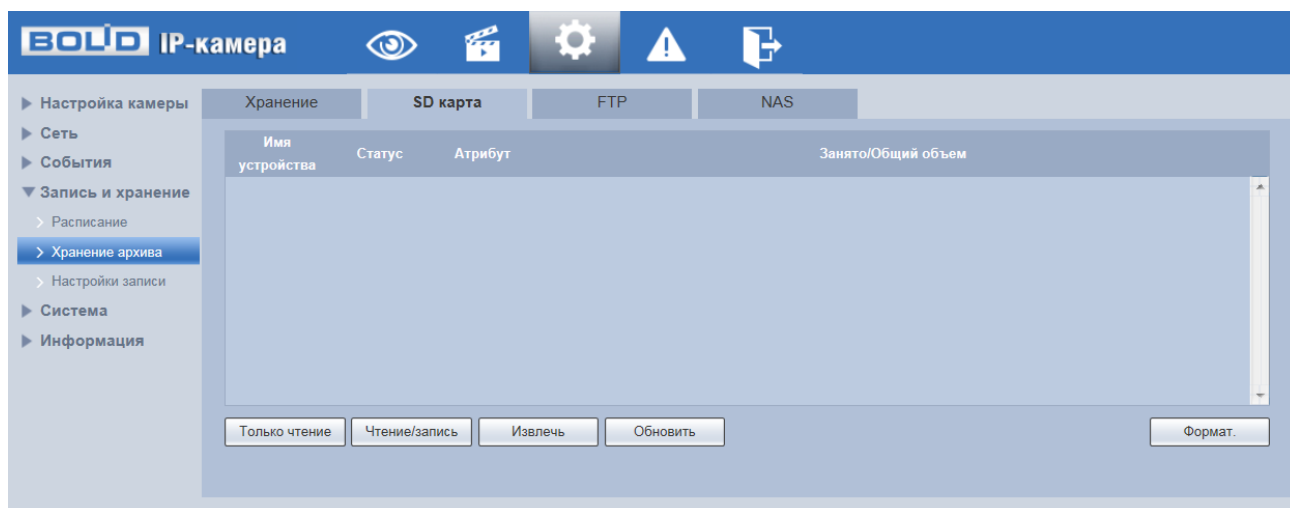 BOLID IP-камера
Настройка камеры
Сеть
События
Запись и хранение
Расписание
Хранение архива
Настройки записи
Система
Информация
Хранение SD карта FTP NAS
Имя устройства Статус Атрибут Занято/Общий объем
Только чтение Чтение/запись Извлечь Обновить Формат.